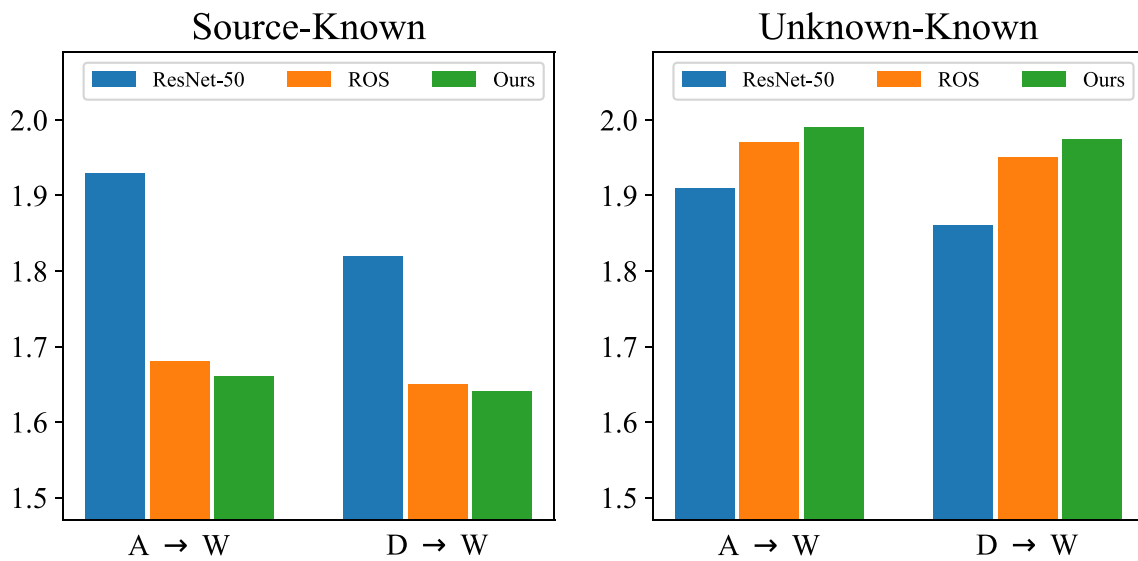 Source-Known
ResNet-50 ROS Ours
2.0
1.9
1.8
1.7
1.6
1.5
A → W D → W
Unknown-Known
ResNet-50 ROS Ours
2.0
1.9
1.8
1.7
1.6
1.5
A → W D → W